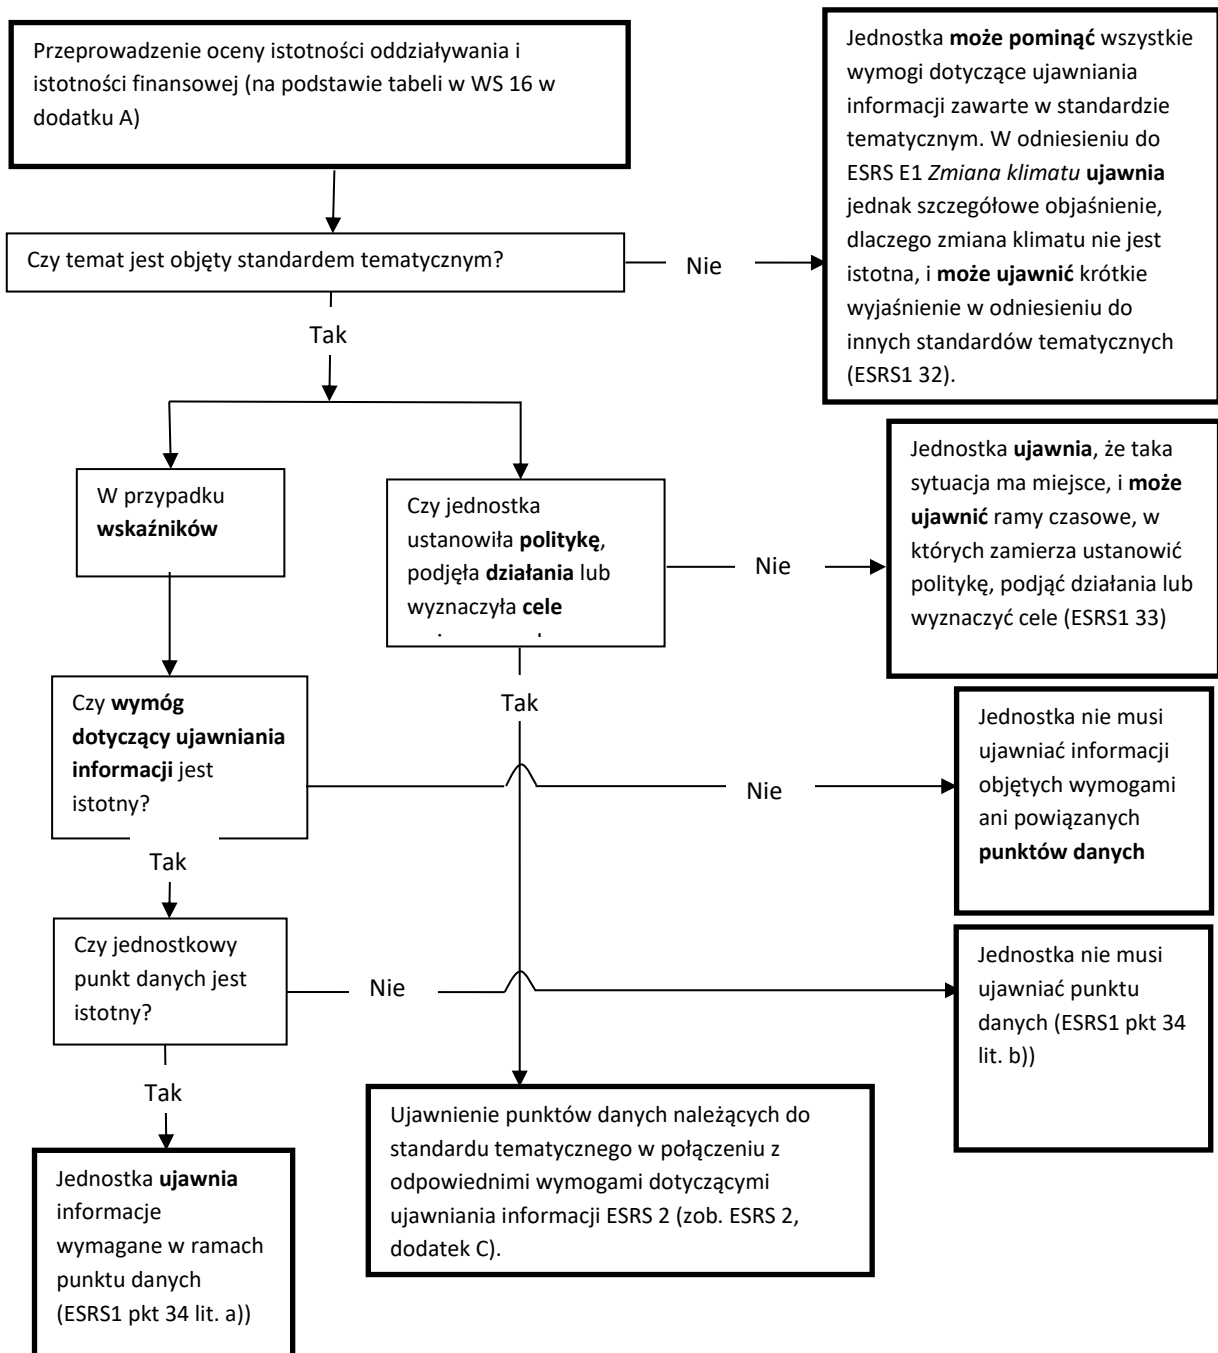 Przeprowadzenie oceny istotności oddziaływania i
istotności finansowej (na podstawie tabeli w WS 16 w
dodatku A)
Jednostka może pominąć wszystkie
wymogi dotyczące ujawniania
informacji zawarte w standardzie
tematycznym. W odniesieniu do
ESRS E1 Zmiana klimatu ujawnia
jednak szczegółowe objaśnienie,
dlaczego zmiana klimatu nie jest
istotna, i może ujawnić krótkie
wyjaśnienie w odniesieniu do
innych standardów tematycznych
(ESRS1 32).
Czy temat jest objęty standardem tematycznym?
Nie
Tak
W przypadku
wskaźników
Czy jednostka
ustanowiła politykę,
podjęła działania lub
wyznaczyła cele
Nie
Jednostka ujawnia, że taka
sytuacja ma miejsce, i może
ujawnić ramy czasowe, w
których zamierza ustanowić
politykę, podjąć działania lub
wyznaczyć cele (ESRS1 33)
Tak
Czy wymóg
dotyczący ujawniania
informacji jest
istotny?
Nie
Jednostka nie musi
ujawniać informacji
objętych wymogami
ani powiązanych
punktów danych
Tak
Czy jednostkowy
punkt danych jest
istotny?
Nie
Jednostka nie musi
ujawniać punktu
danych (ESRS1 pkt 34
lit. b))
Tak
Jednostka ujawnia
informacje
wymagane w ramach
punktu danych
(ESRS1 pkt 34 lit. a))
Ujawnienie punktów danych należących do
standardu tematycznego w połączeniu z
odpowiednimi wymogami dotyczącymi
ujawniania informacji ESRS 2 (zob. ESRS 2,
dodatek C).